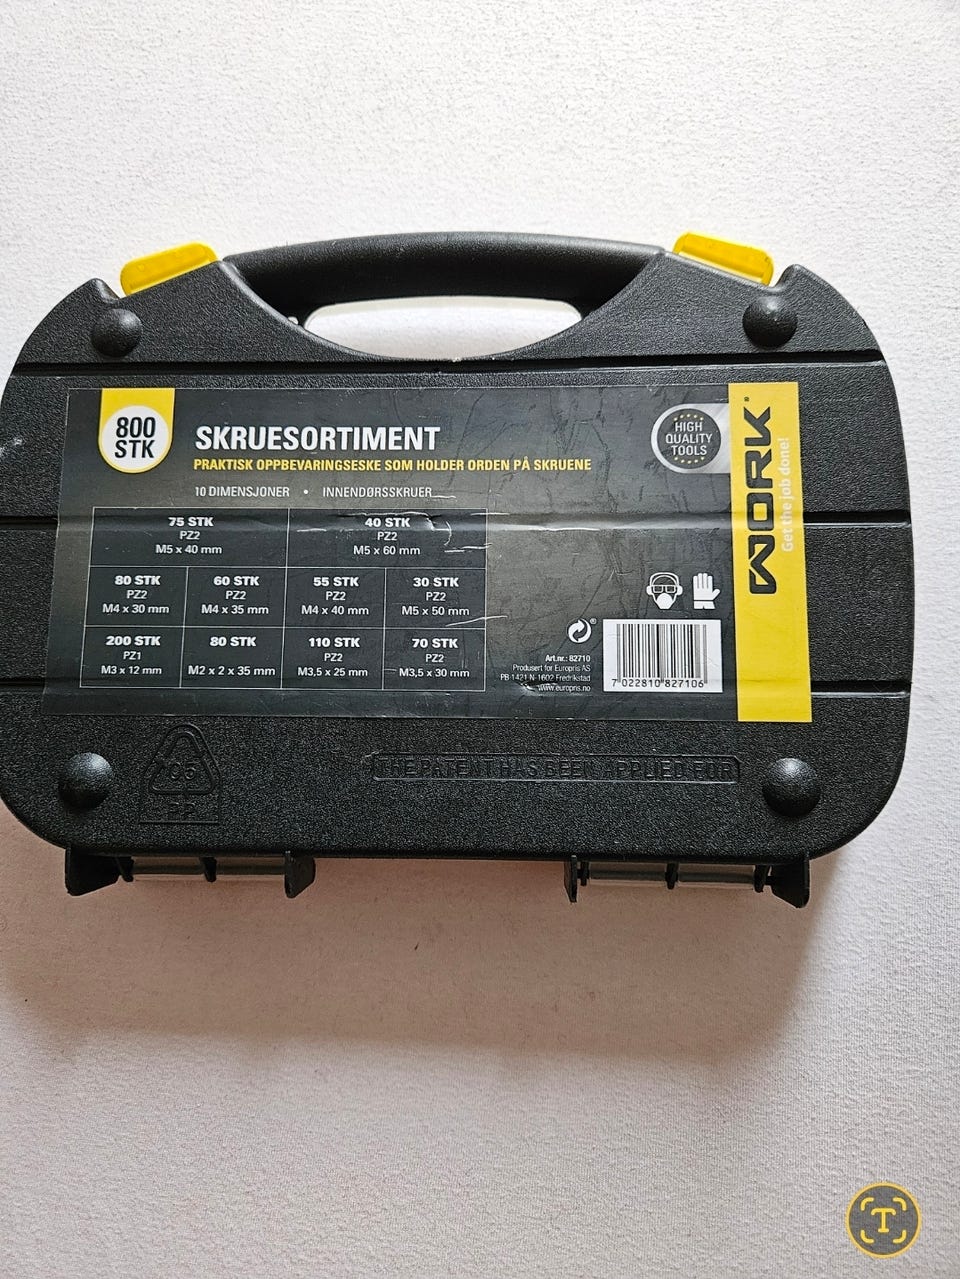 800
STK
SKRUESORTIMENT
PRAKTISK OPPBEVARINGSESKE SOM HOLDER ORDEN PÅ SKRUENE
10 DIMENSJONER • INNENDØRSSKRUER
75 STK
PZ2
M5 x 40 mm
40 STK
PZ2
M5 x 60 mm
80 STK
PZ2
M4 x 30 mm
60 STK
PZ2
M4 x 35 mm
55 STK
PZ2
M4 x 40 mm
30 STK
PZ2
M5 x 50 mm
200 STK
PZ1
M3 x 12 mm
80 STK
M2 x 2 x 35 mm
110 STK
PZ2
M3,5 x 25 mm
70 STK
PZ2
M3,5 x 30 mm
HIGH
QUALITY
TOOLS
WORK®
Get the job done!
®
Art.nr.: 82710
Produsert for Europris AS
PB 1421 N-1602 Fredrikstad
www.europris.no
7 022810 827106
05
PP
THE PATENT HAS BEEN APPLIED FOR
T